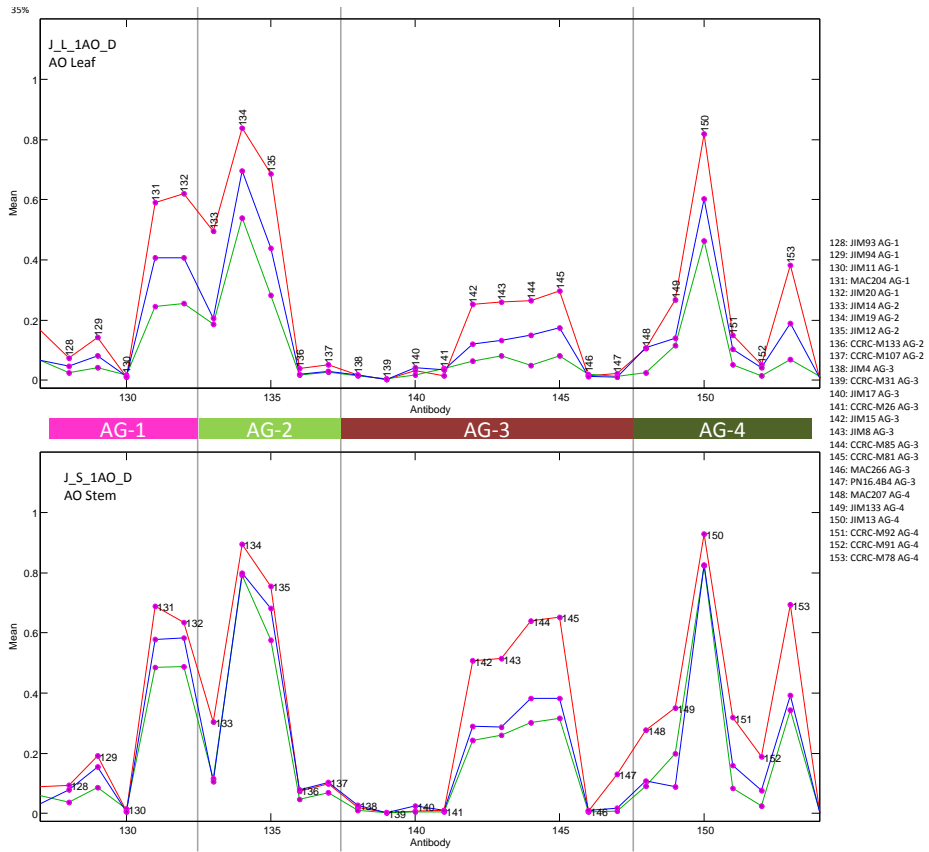 35%
J_L_1AO_D
AO Leaf
1
0.8
0.6
0.4
0.2
0
Mean
128
129
130
131
132
133
134
135
136
137
138
139
140
141
142
143
144
145
146
147
148
149
150
151
152
153
130
135
140
145
150
Antibody
AG-1
AG-2
AG-3
AG-4
J_S_1AO_D
AO Stem
1
0.8
0.6
0.4
0.2
0
Mean
128
129
130
131
132
133
134
135
136
137
138
139
140
141
142
143
144
145
146
147
148
149
150
151
152
153
130
135
140
145
150
Antibody
128: JIM93 AG-1
129: JIM94 AG-1
130: JIM11 AG-1
131: MAC204 AG-1
132: JIM20 AG-1
133: JIM14 AG-2
134: JIM19 AG-2
135: JIM12 AG-2
136: CCRC-M133 AG-2
137: CCRC-M107 AG-2
138: JIM4 AG-3
139: CCRC-M31 AG-3
140: JIM17 AG-3
141: CCRC-M26 AG-3
142: JIM15 AG-3
143: JIM8 AG-3
144: CCRC-M85 AG-3
145: CCRC-M81 AG-3
146: MAC266 AG-3
147: PN16.4B4 AG-3
148: MAC207 AG-4
149: JIM133 AG-4
150: JIM13 AG-4
151: CCRC-M92 AG-4
152: CCRC-M91 AG-4
153: CCRC-M78 AG-4